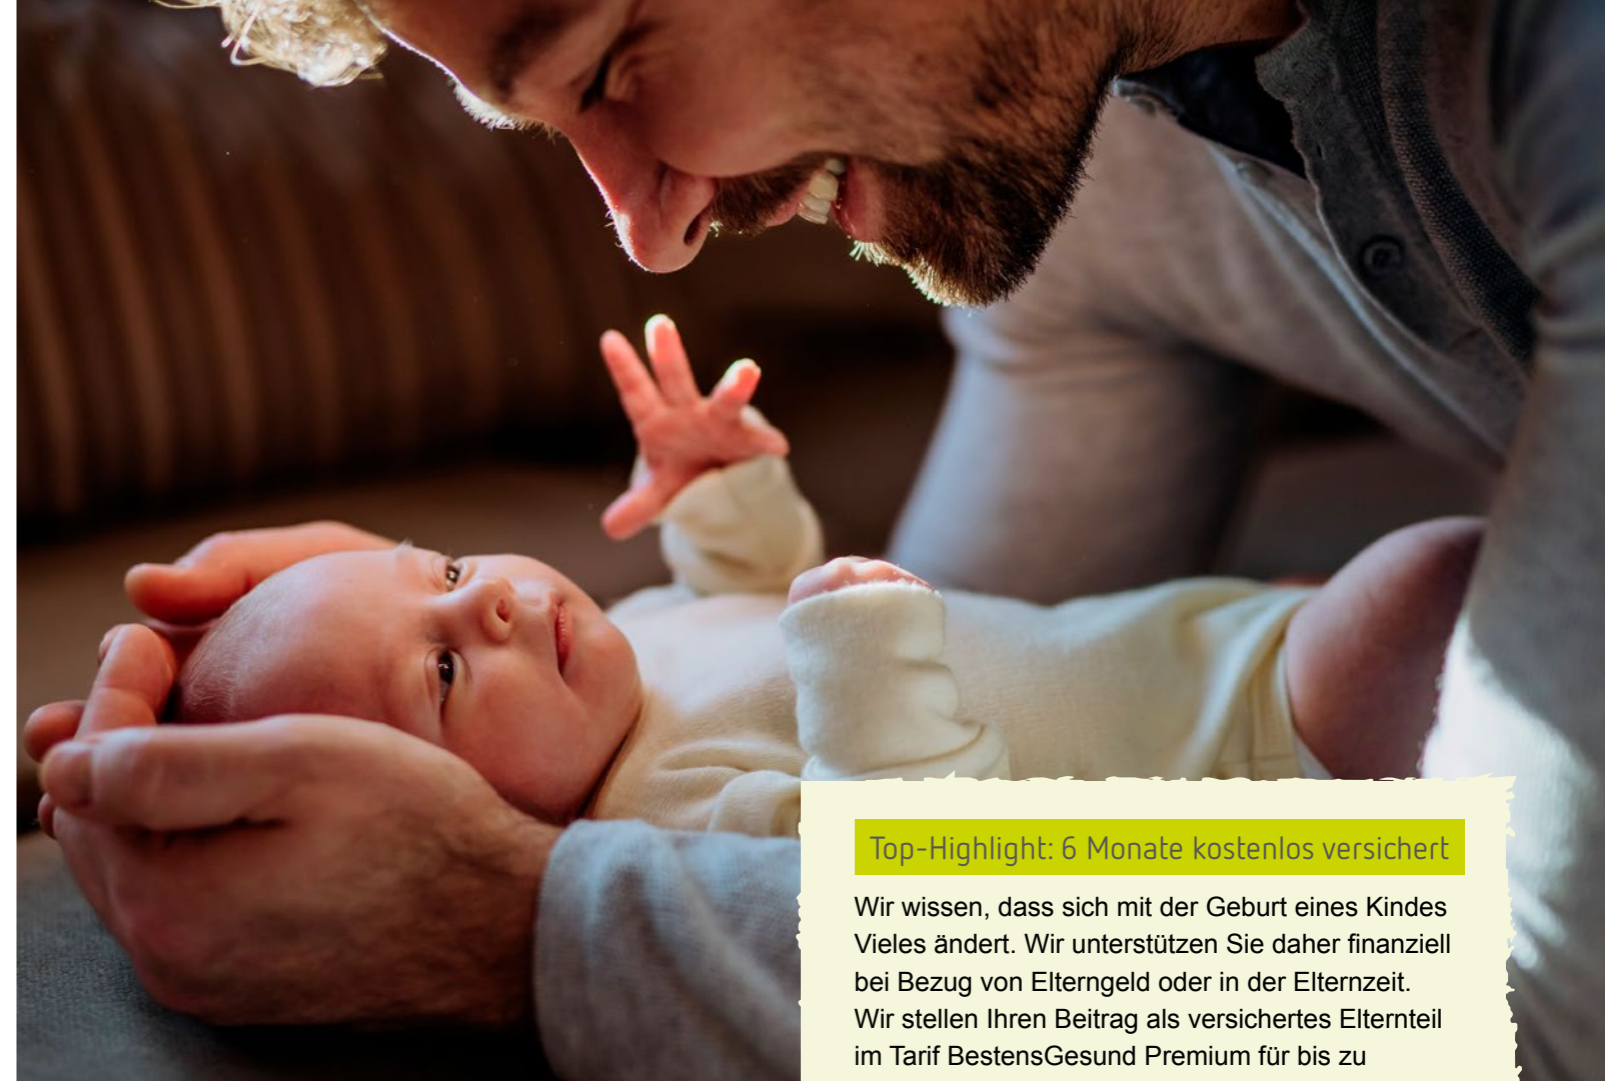 Top-Highlight: 6 Monate kostenlos versichert
Wir wissen, dass sich mit der Geburt eines Kindes
Vieles ändert. Wir unterstützen Sie daher finanziell
bei Bezug von Elterngeld oder in der Elternzeit.
Wir stellen Ihren Beitrag als versichertes Elternteil
im Tarif BestensGesund Premium für bis zu